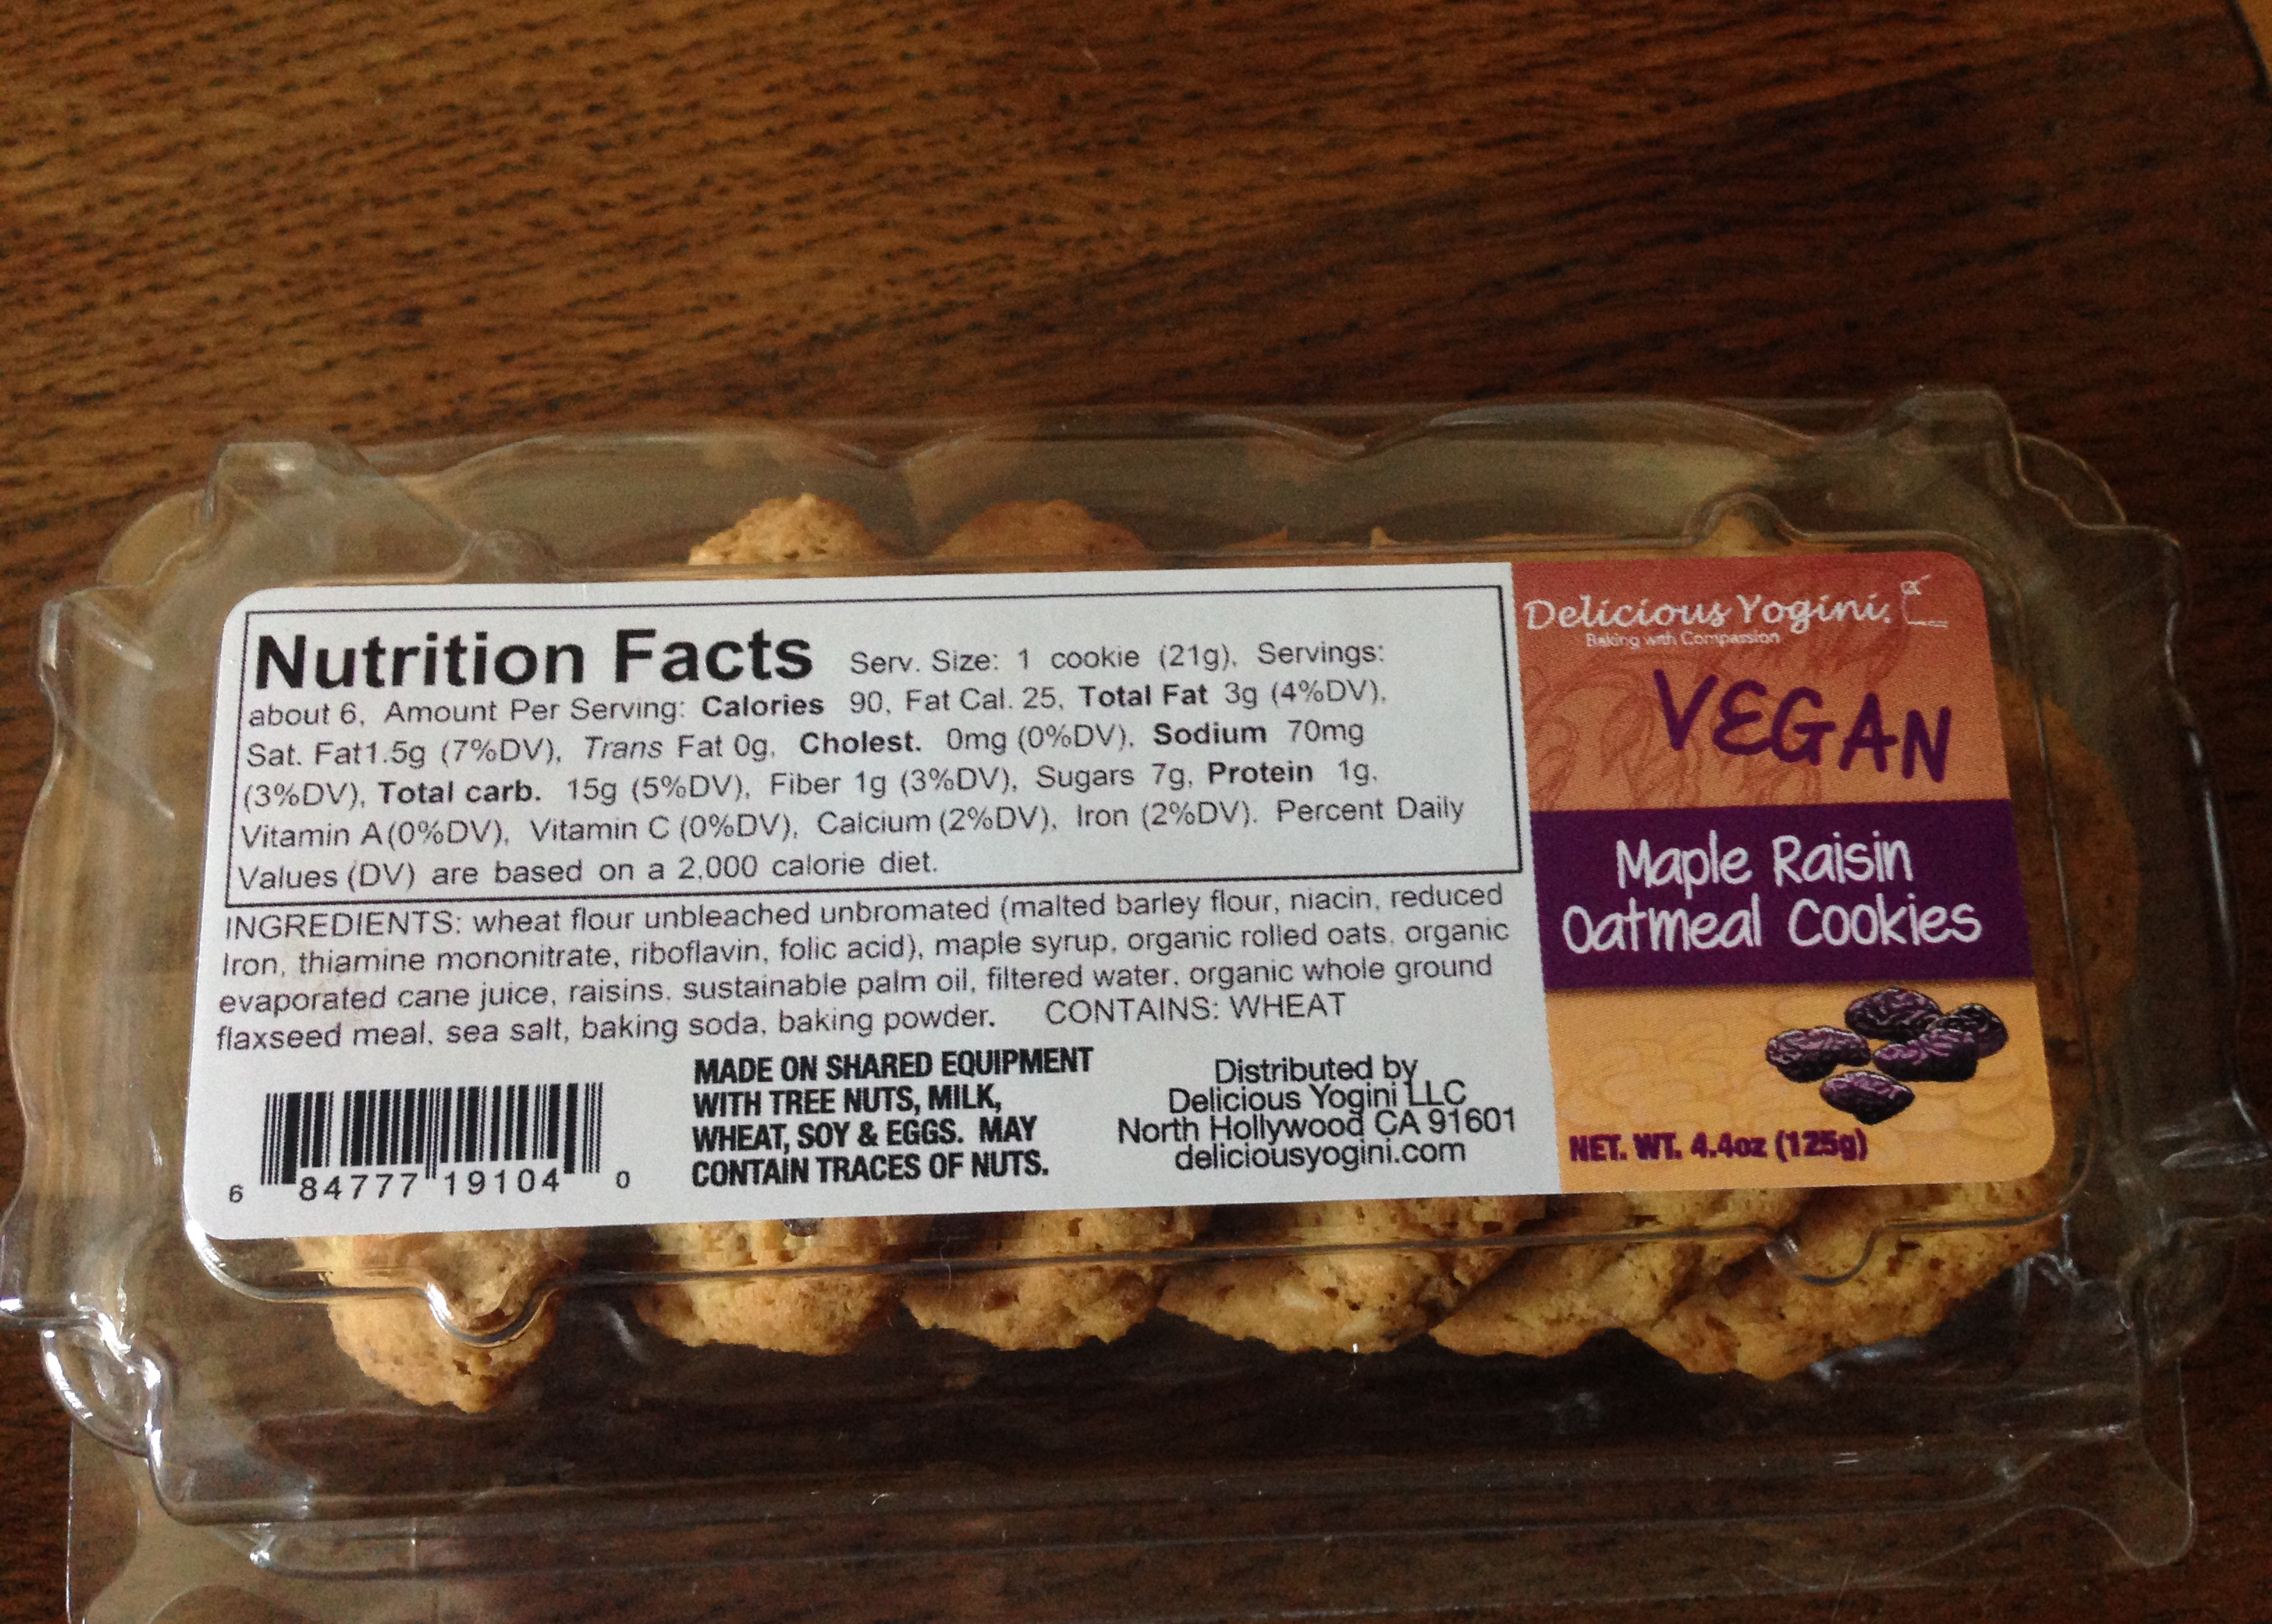 Nutrition Facts Serv. Size: 1 cookie (21g), Servings:
about 6, Amount Per Serving: Calories 90, Fat Cal. 25, Total Fat 3g (4%DV),
Sat. Fat1.5g (7%DV), Trans Fat 0g, Cholest. 0mg (0%DV), Sodium 70mg
(3%DV), Total carb. 15g (5%DV), Fiber 1g (3%DV), Sugars 7g, Protein 1g,
Vitamin A(0%DV), Vitamin C (0%DV), Calcium (2%DV), Iron (2%DV). Percent Daily
Values (DV) are based on a 2,000 calorie diet.
INGREDIENTS: wheat flour unbleached unbromated (malted barley flour, niacin, reduced
Iron, thiamine mononitrate, riboflavin, folic acid), maple syrup, organic rolled oats, organic
evaporated cane juice, raisins, sustainable palm oil, filtered water, organic whole ground
flaxseed meal, sea salt, baking soda, baking powder. CONTAINS: WHEAT
6 84777 19104 0
MADE ON SHARED EQUIPMENT
WITH TREE NUTS, MILK,
WHEAT, SOY & EGGS. MAY
CONTAIN TRACES OF NUTS.
Distributed by
Delicious Yogini LLC
North Hollywood CA 91601
deliciousyogini.com
Delicious Yogini.
Baking with Compassion
VEGAN
Maple Raisin
Oatmeal Cookies
NET. WT. 4.4oz (125g)